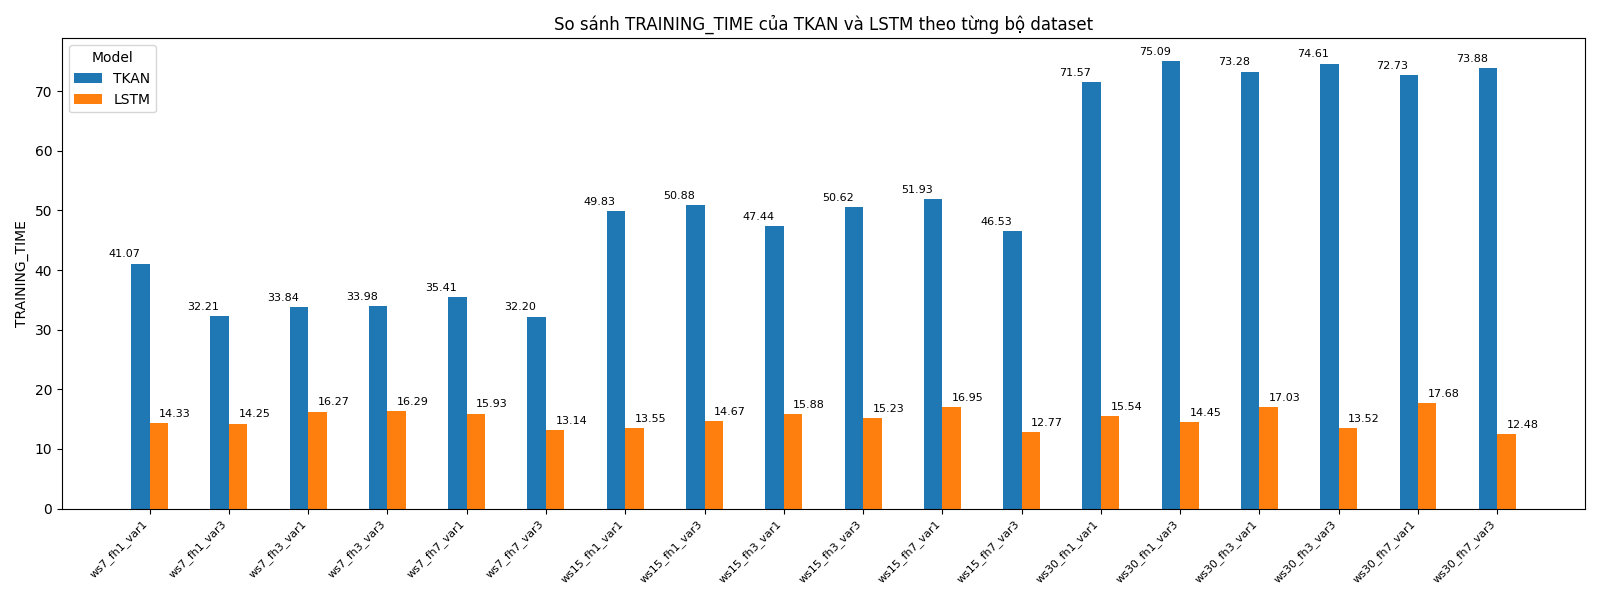 So sánh TRAINING_TIME của TKAN và LSTM theo từng bộ dataset
Model
TKAN
LSTM
TRAINING_TIME
70
60
50
40
30
20
10
0
41.07
32.21
33.84
33.98
35.41
32.20
49.83
50.88
47.44
50.62
51.93
46.53
71.57
75.09
73.28
74.61
72.73
73.88
14.33
14.25
16.27
16.29
15.93
13.14
13.55
14.67
15.88
15.23
16.95
12.77
15.54
14.45
17.03
13.52
17.68
12.48
ws7_fh1_var1
ws7_fh1_var3
ws7_fh3_var1
ws7_fh3_var3
ws7_fh7_var1
ws7_fh7_var3
ws15_fh1_var1
ws15_fh1_var3
ws15_fh3_var1
ws15_fh3_var3
ws15_fh7_var1
ws15_fh7_var3
ws30_fh1_var1
ws30_fh1_var3
ws30_fh3_var1
ws30_fh3_var3
ws30_fh7_var1
ws30_fh7_var3